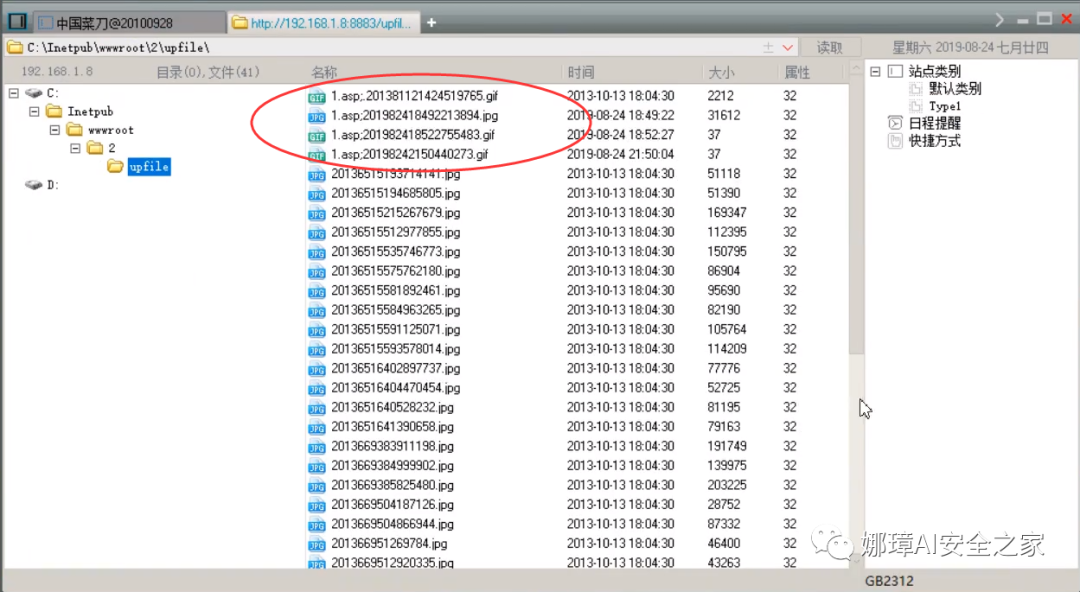 中国菜刀@20100928
http://192.168.1.8:8883/upfil...
C:\Inetpub\wwwroot\2\upfile\
读取
星期六 2019-08-24 七月廿四
192.168.1.8 目录(0),文件(41) 名称 时间 大小 属性
C:
Inetpub
wwwroot
2
upfile
D:
1.asp;.201381121424519765.gif 2013-10-13 18:04:30 2212 32
1.asp;.201982418492213894.jpg 2019-08-24 18:49:22 31612 32
1.asp;.201982418522755483.gif 2019-08-24 18:52:27 37 32
1.asp;.20198242150440273.gif 2019-08-24 21:50:04 37 32
20136515193714141.jpg 2013-10-13 18:04:30 51118 32
20136515194685805.jpg 2013-10-13 18:04:30 51390 32
20136515215267679.jpg 2013-10-13 18:04:30 169347 32
20136515512977855.jpg 2013-10-13 18:04:30 112395 32
20136515535746773.jpg 2013-10-13 18:04:30 150795 32
20136515575762180.jpg 2013-10-13 18:04:30 86904 32
20136515581892461.jpg 2013-10-13 18:04:30 95690 32
20136515584963265.jpg 2013-10-13 18:04:30 82190 32
20136515591125071.jpg 2013-10-13 18:04:30 105764 32
20136515593578014.jpg 2013-10-13 18:04:30 114209 32
20136516402897737.jpg 2013-10-13 18:04:30 77776 32
20136516404470454.jpg 2013-10-13 18:04:30 52725 32
2013651640528232.jpg 2013-10-13 18:04:30 81195 32
2013651641390658.jpg 2013-10-13 18:04:30 79163 32
2013669383911198.jpg 2013-10-13 18:04:30 191749 32
2013669384999902.jpg 2013-10-13 18:04:30 139975 32
2013669385825480.jpg 2013-10-13 18:04:30 203225 32
2013669504187126.jpg 2013-10-13 18:04:30 28752 32
2013669504866944.jpg 2013-10-13 18:04:30 87332 32
201366951269784.jpg 2013-10-13 18:04:30 46400 32
2013669512920335.jpg 2013-10-13 18:04:30 43263 32
站点类别
默认类别
Type1
日程提醒
快捷方式
娜璋AI安全之家
GB2312